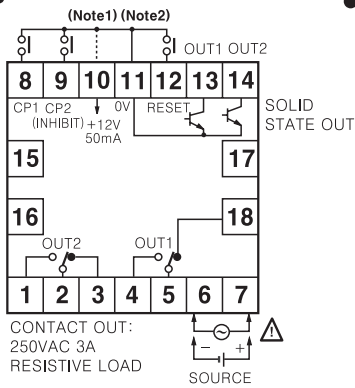 (Note1) (Note2)
OUT1 OUT2
8 9 10 11 12 13 14
CP1 CP2 0V RESET
(INHIBIT) +12V
50mA
SOLID
STATE OUT
15 17
16 18
OUT2 OUT1
1 2 3 4 5 6 7
CONTACT OUT:
250VAC 3A
RESISTIVE LOAD
− +
SOURCE